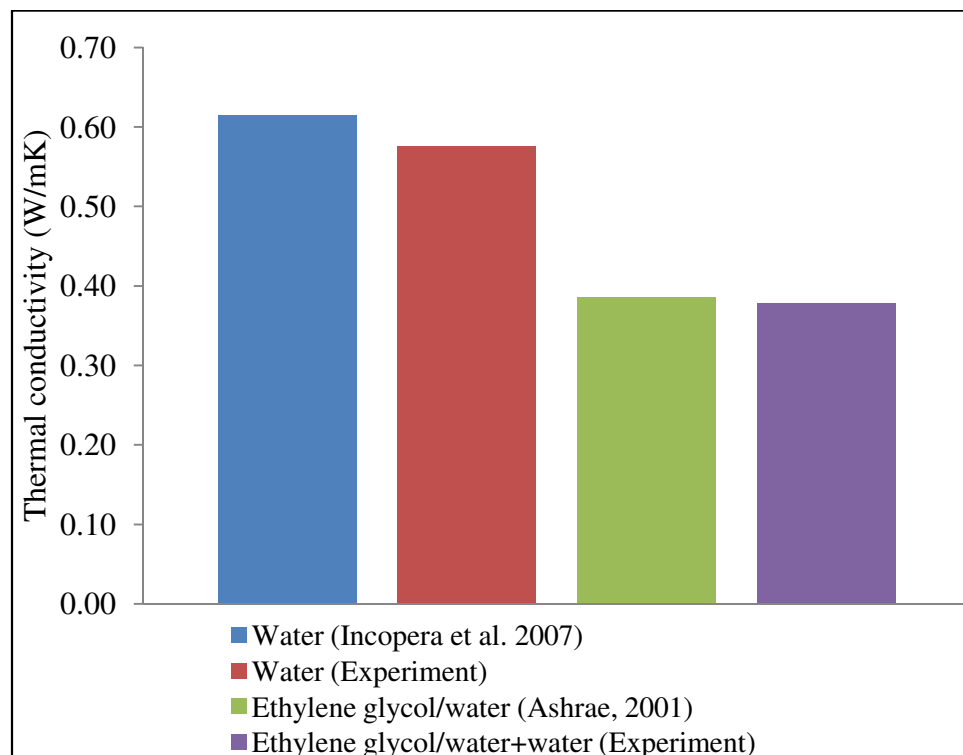 Thermal conductivity (W/mK)
0.70
0.60
0.50
0.40
0.30
0.20
0.10
0.00
Water (Incopera et al. 2007)
Water (Experiment)
Ethylene glycol/water (Ashrae, 2001)
Ethylene glycol/water+water (Experiment)